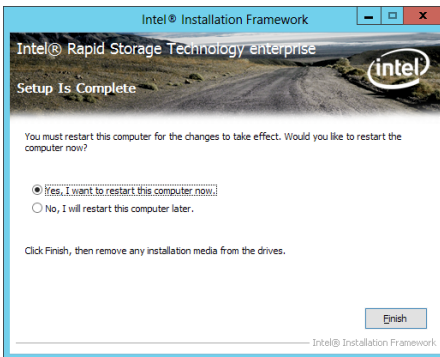 Intel® Installation Framework
Intel® Rapid Storage Technology enterprise
intel
Setup Is Complete
You must restart this computer for the changes to take effect. Would you like to restart the
computer now?
Yes, I want to restart this computer now.
No, I will restart this computer later.
Click Finish, then remove any installation media from the drives.
Finish
Intel® Installation Framework